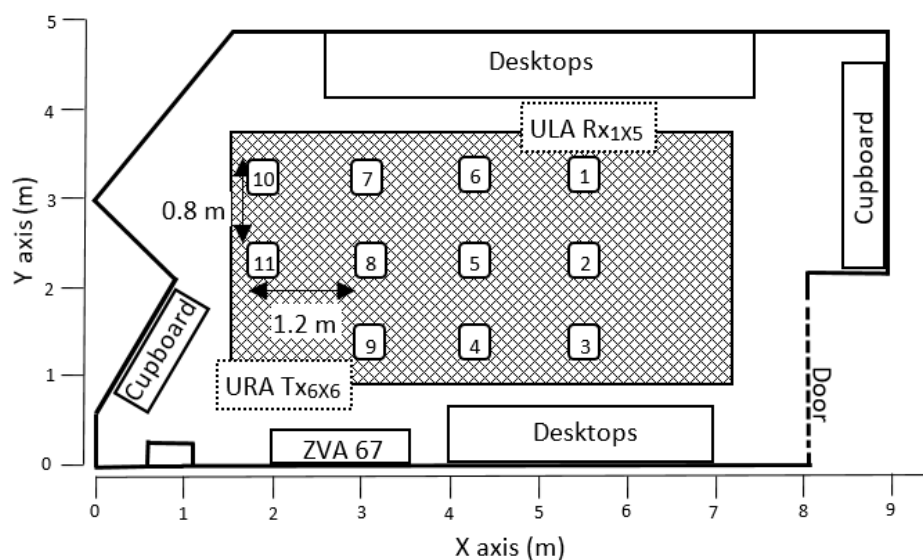 5
4
3
2
1
0
Y axis (m)
Desktops
ULA Rx1X5
Cupboard
10
7
6
1
0.8 m
11
8
5
2
1.2 m
9
4
3
Cupboard
URA Tx6X6
Door
ZVA 67
Desktops
0
1
2
3
4
5
6
7
8
9
X axis (m)